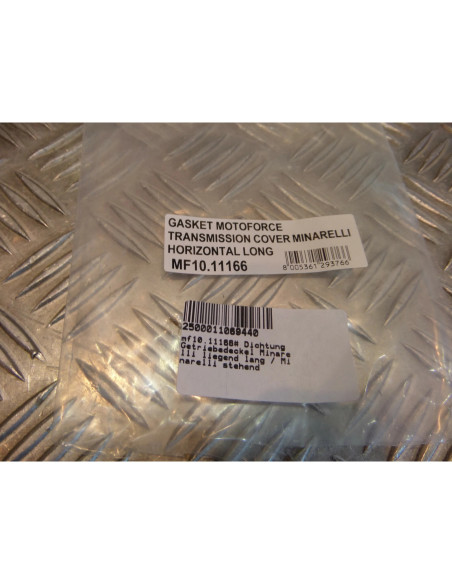 GASKET MOTOFORCE
TRANSMISSION COVER MINARELLI
HORIZONTAL LONG
MF10.11166
8 005361 293766
2500011069440
mf10.11166# Dichtung
Getriebedeckel Minare
lli liegend lang / Mi
narelli stehend